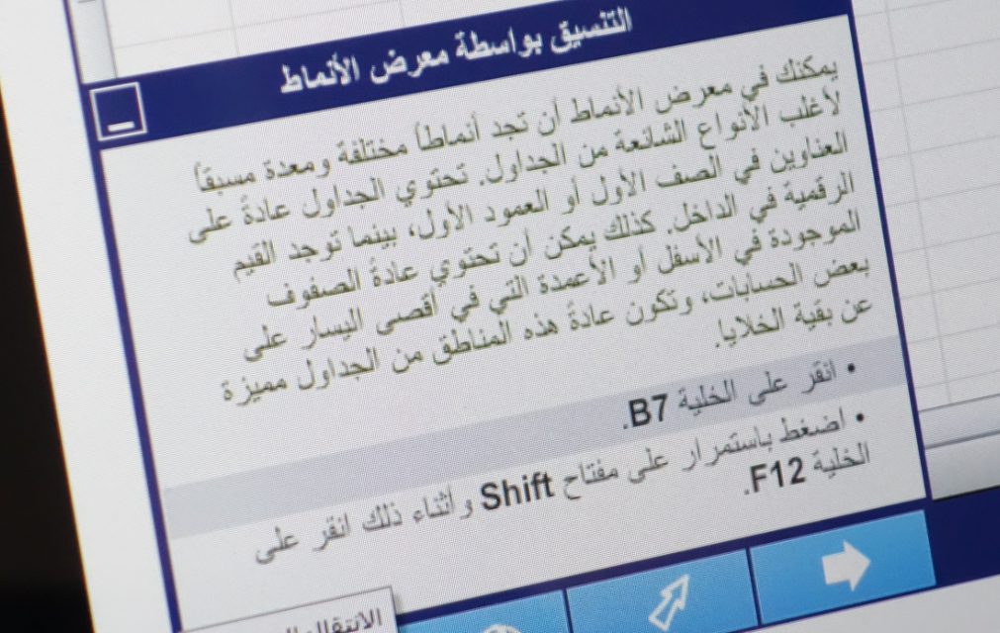 التنسيق بواسطة معرض الأنماط
يمكنك في معرض الأنماط أن تجد أنماطاً مختلفة ومعدة مسبقاً
لأغلب الأنواع الشائعة من الجداول. تحتوي الجداول عادةً على
العناوين في الصف الأول أو العمود الأول، بينما توجد القيم
الرقمية في الداخل. كذلك يمكن أن تحتوي عادةً الصفوف
الموجودة في الأسفل أو الأعمدة التي في أقصى اليسار على
بعض الحسابات، وتكون عادةً هذه المناطق من الجداول مميزة
عن بقية الخلايا.
• انقر على الخلية B7.
• اضغط باستمرار على مفتاح Shift وأثناء ذلك انقر على
الخلية F12.